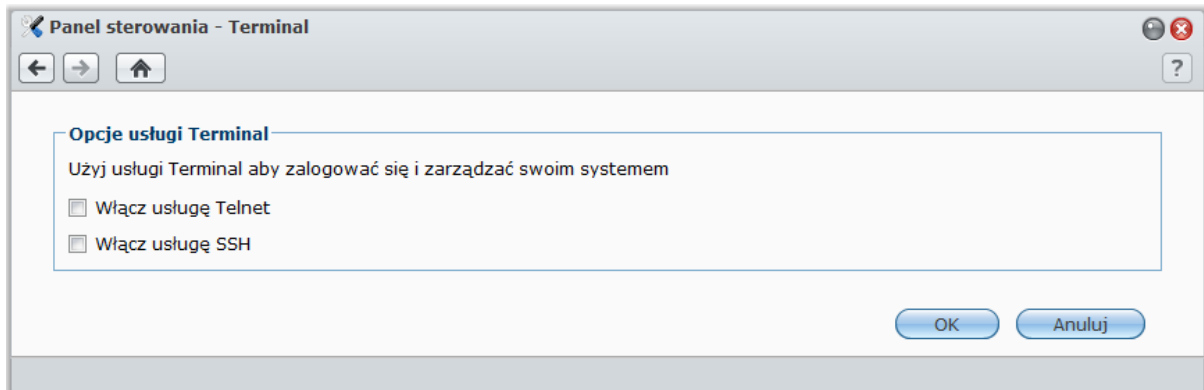 Panel sterowania - Terminal
?
Opcje usługi Terminal
Użyj usługi Terminal aby zalogować się i zarządzać swoim systemem
Włącz usługę Telnet
Włącz usługę SSH
OK Anuluj